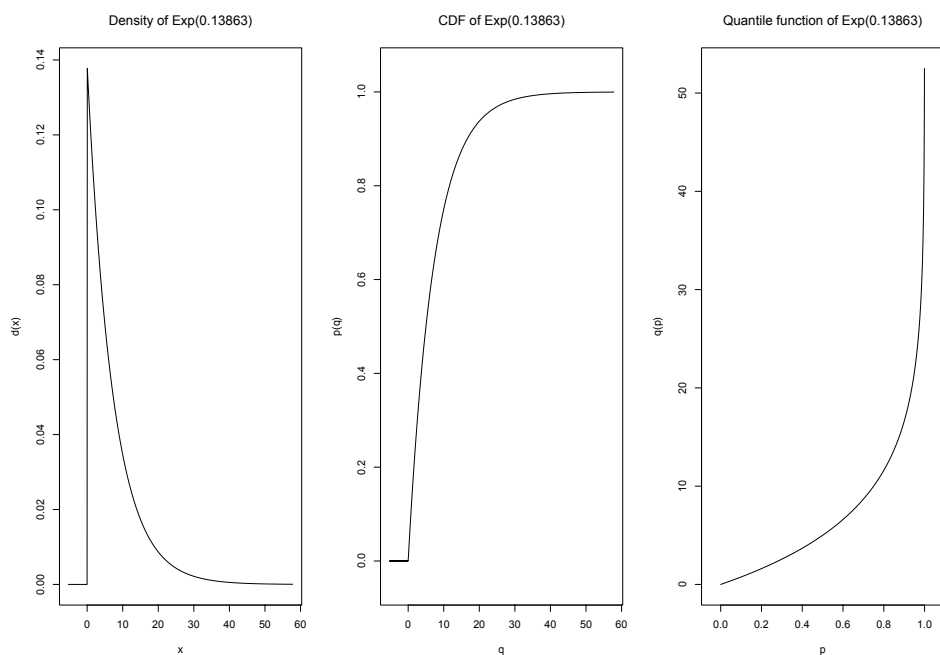 Density of Exp(0.13863)
d(x)
0.14
0.12
0.10
0.08
0.06
0.04
0.02
0.00
0 10 20 30 40 50 60
x
CDF of Exp(0.13863)
p(q)
1.0
0.8
0.6
0.4
0.2
0.0
0 10 20 30 40 50 60
q
Quantile function of Exp(0.13863)
q(p)
50
40
30
20
10
0
0.0 0.2 0.4 0.6 0.8 1.0
p